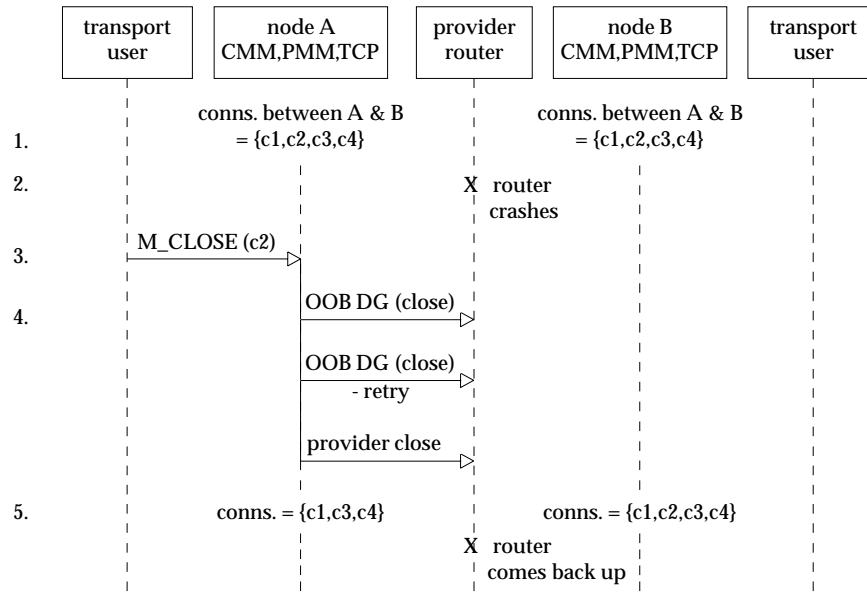 transport
user
node A
CMM,PMM,TCP
provider
router
node B
CMM,PMM,TCP
transport
user
conns. between A & B
= {c1,c2,c3,c4}
conns. between A & B
= {c1,c2,c3,c4}
1.
2.
X router
crashes
3.
M_CLOSE (c2)
4.
OOB DG (close)
OOB DG (close)
- retry
provider close
5.
conns. = {c1,c3,c4}
conns. = {c1,c2,c3,c4}
X router
comes back up